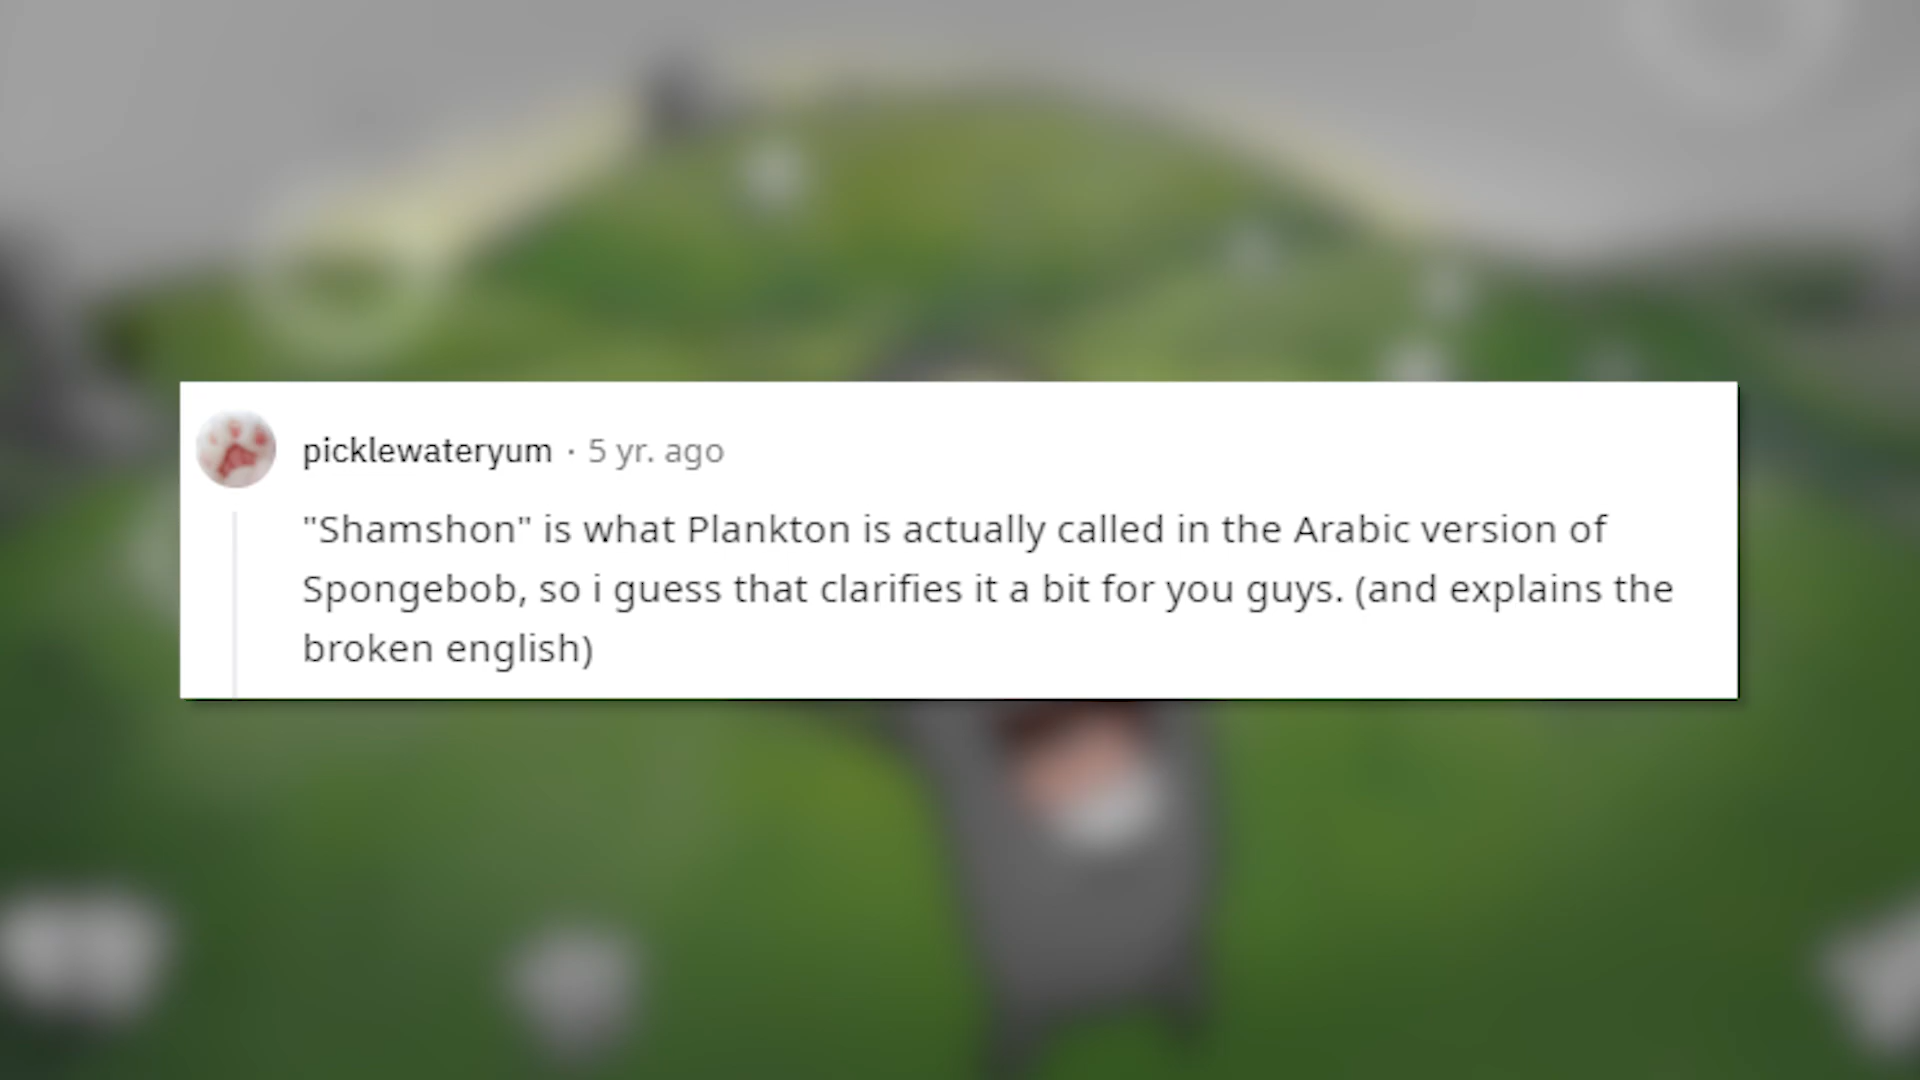 picklewateryum · 5 yr. ago
"Shamshon" is what Plankton is actually called in the Arabic version of
Spongebob, so i guess that clarifies it a bit for you guys. (and explains the
broken english)